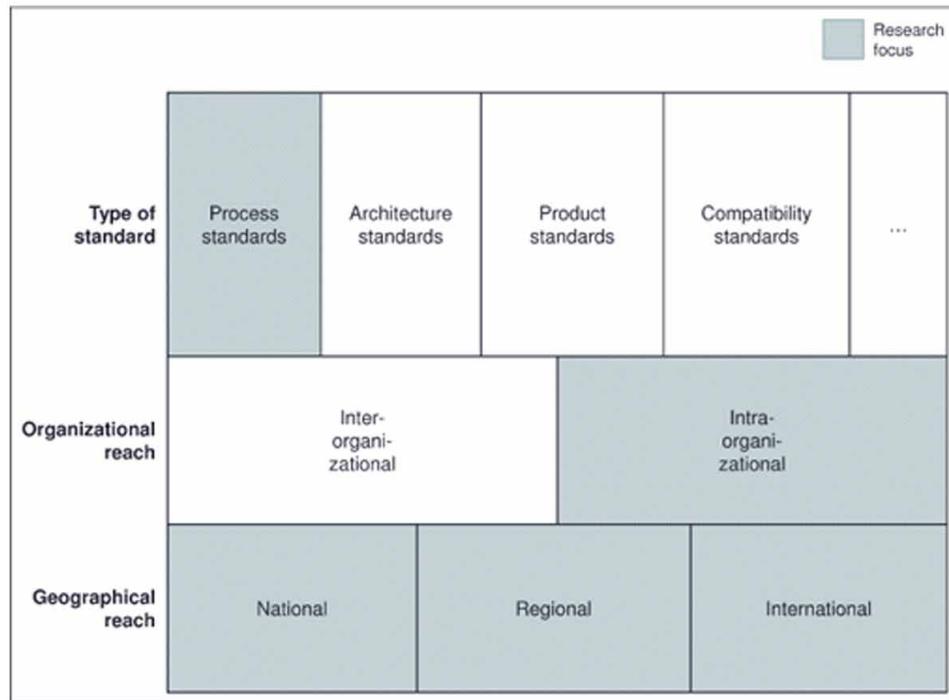 Research
focus
Type of
standard
Process
standards
Architecture
standards
Product
standards
Compatibility
standards
...
Organizational
reach
Inter-
organi-
zational
Intra-
organi-
zational
Geographical
reach
National
Regional
International